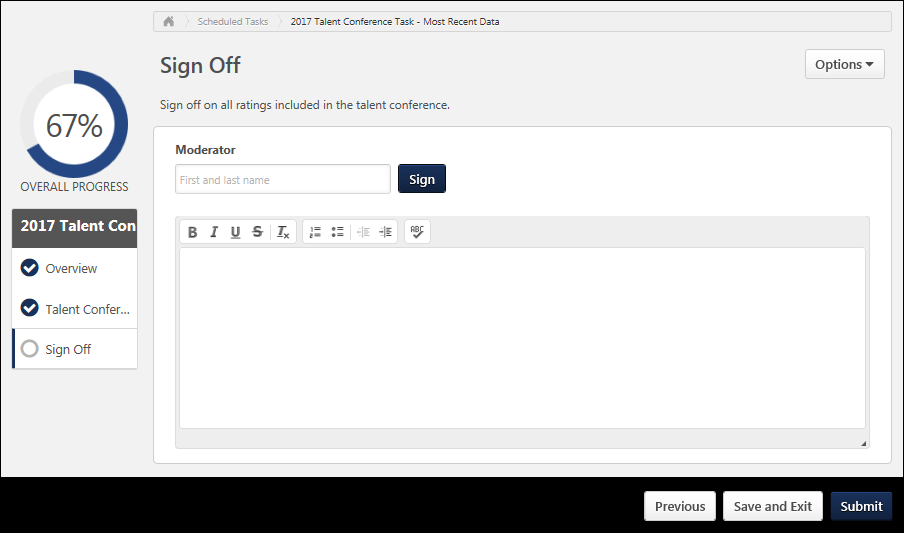 Scheduled Tasks 2017 Talent Conference Task - Most Recent Data
Sign Off
Options
Sign off on all ratings included in the talent conference.
67%
OVERALL PROGRESS
2017 Talent Con
Overview
Talent Confer...
Sign Off
Moderator
First and last name
Sign
B I U S Ix
ABC
Previous Save and Exit Submit